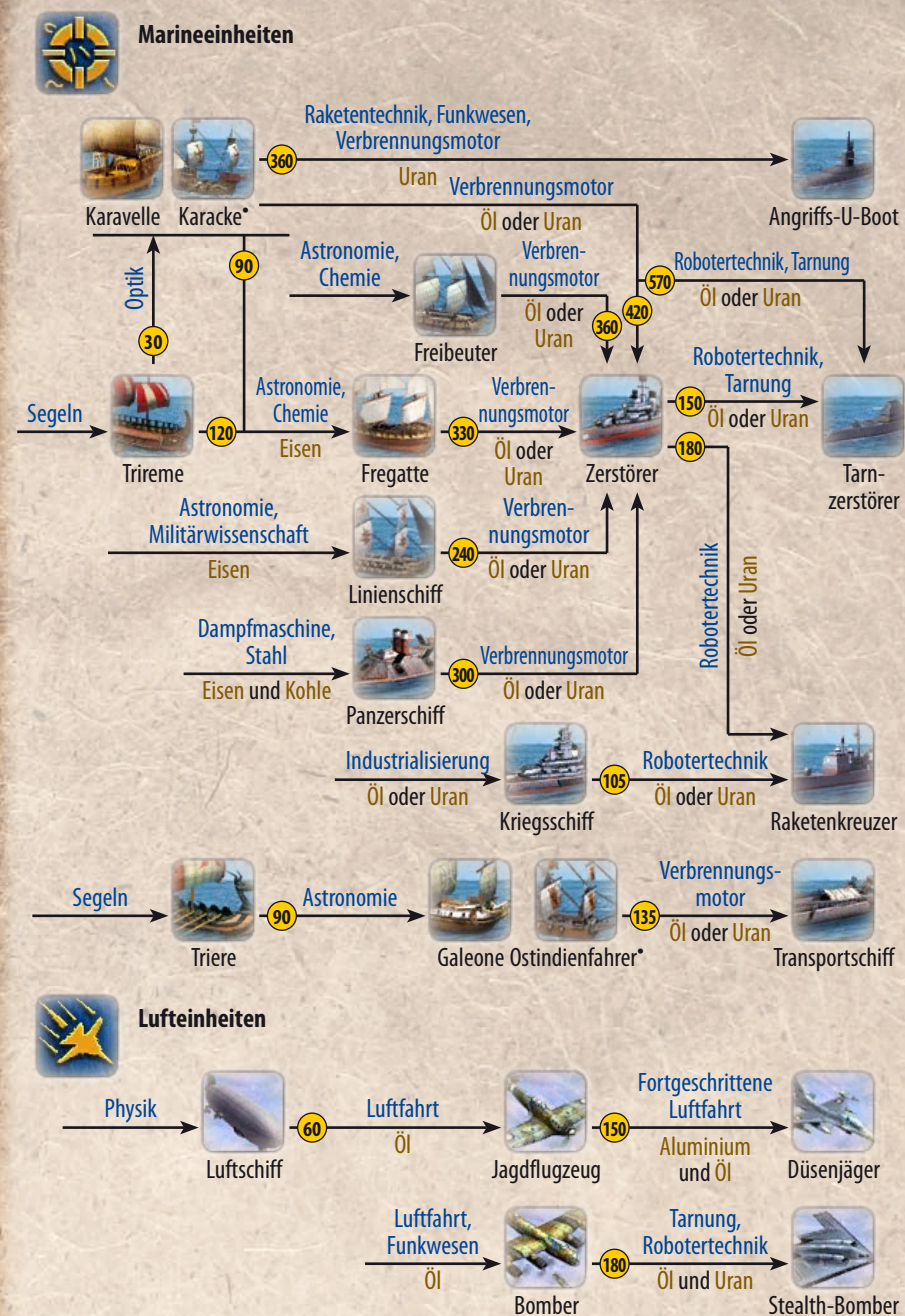 Marineeinheiten
Raketentechnik, Funkwesen,
Verbrennungsmotor
360
Uran
Karavelle
Karacke•
Angriffs-U-Boot
Verbrennungsmotor
Öl oder Uran
90
Optik
30
Astronomie,
Chemie
Freibeuter
Verbren-
nungsmotor
Öl oder
Uran
360
420
570
Robotertechnik, Tarnung
Öl oder Uran
Segeln
Trireme
120
Astronomie,
Chemie
Eisen
Fregatte
330
Verbren-
nungsmotor
Öl oder
Uran
Zerstörer
150
Robotertechnik,
Tarnung
Öl oder Uran
180
Tarn-
zerstörer
Astronomie,
Militärwissenschaft
Eisen
Linienschiff
240
Verbren-
nungsmotor
Öl oder Uran
Robotertechnik
Öl oder Uran
Dampfmaschine,
Stahl
Eisen und Kohle
Panzerschiff
300
Verbrennungsmotor
Öl oder Uran
Industrialisierung
Öl oder Uran
Kriegsschiff
105
Robotertechnik
Öl oder Uran
Raketenkreuzer
Segeln
Triere
90
Astronomie
Galeone Ostindienfahrer•
135
Verbrennungs-
motor
Öl oder Uran
Transportschiff
Lufteinheiten
Physik
Luftschiff
60
Luftfahrt
Öl
Jagdflugzeug
150
Fortgeschrittene
Luftfahrt
Aluminium
und Öl
Düsenjäger
Luftfahrt,
Funkwesen
Öl
Bomber
180
Tarnung,
Robotertechnik
Öl und Uran
Stealth-Bomber